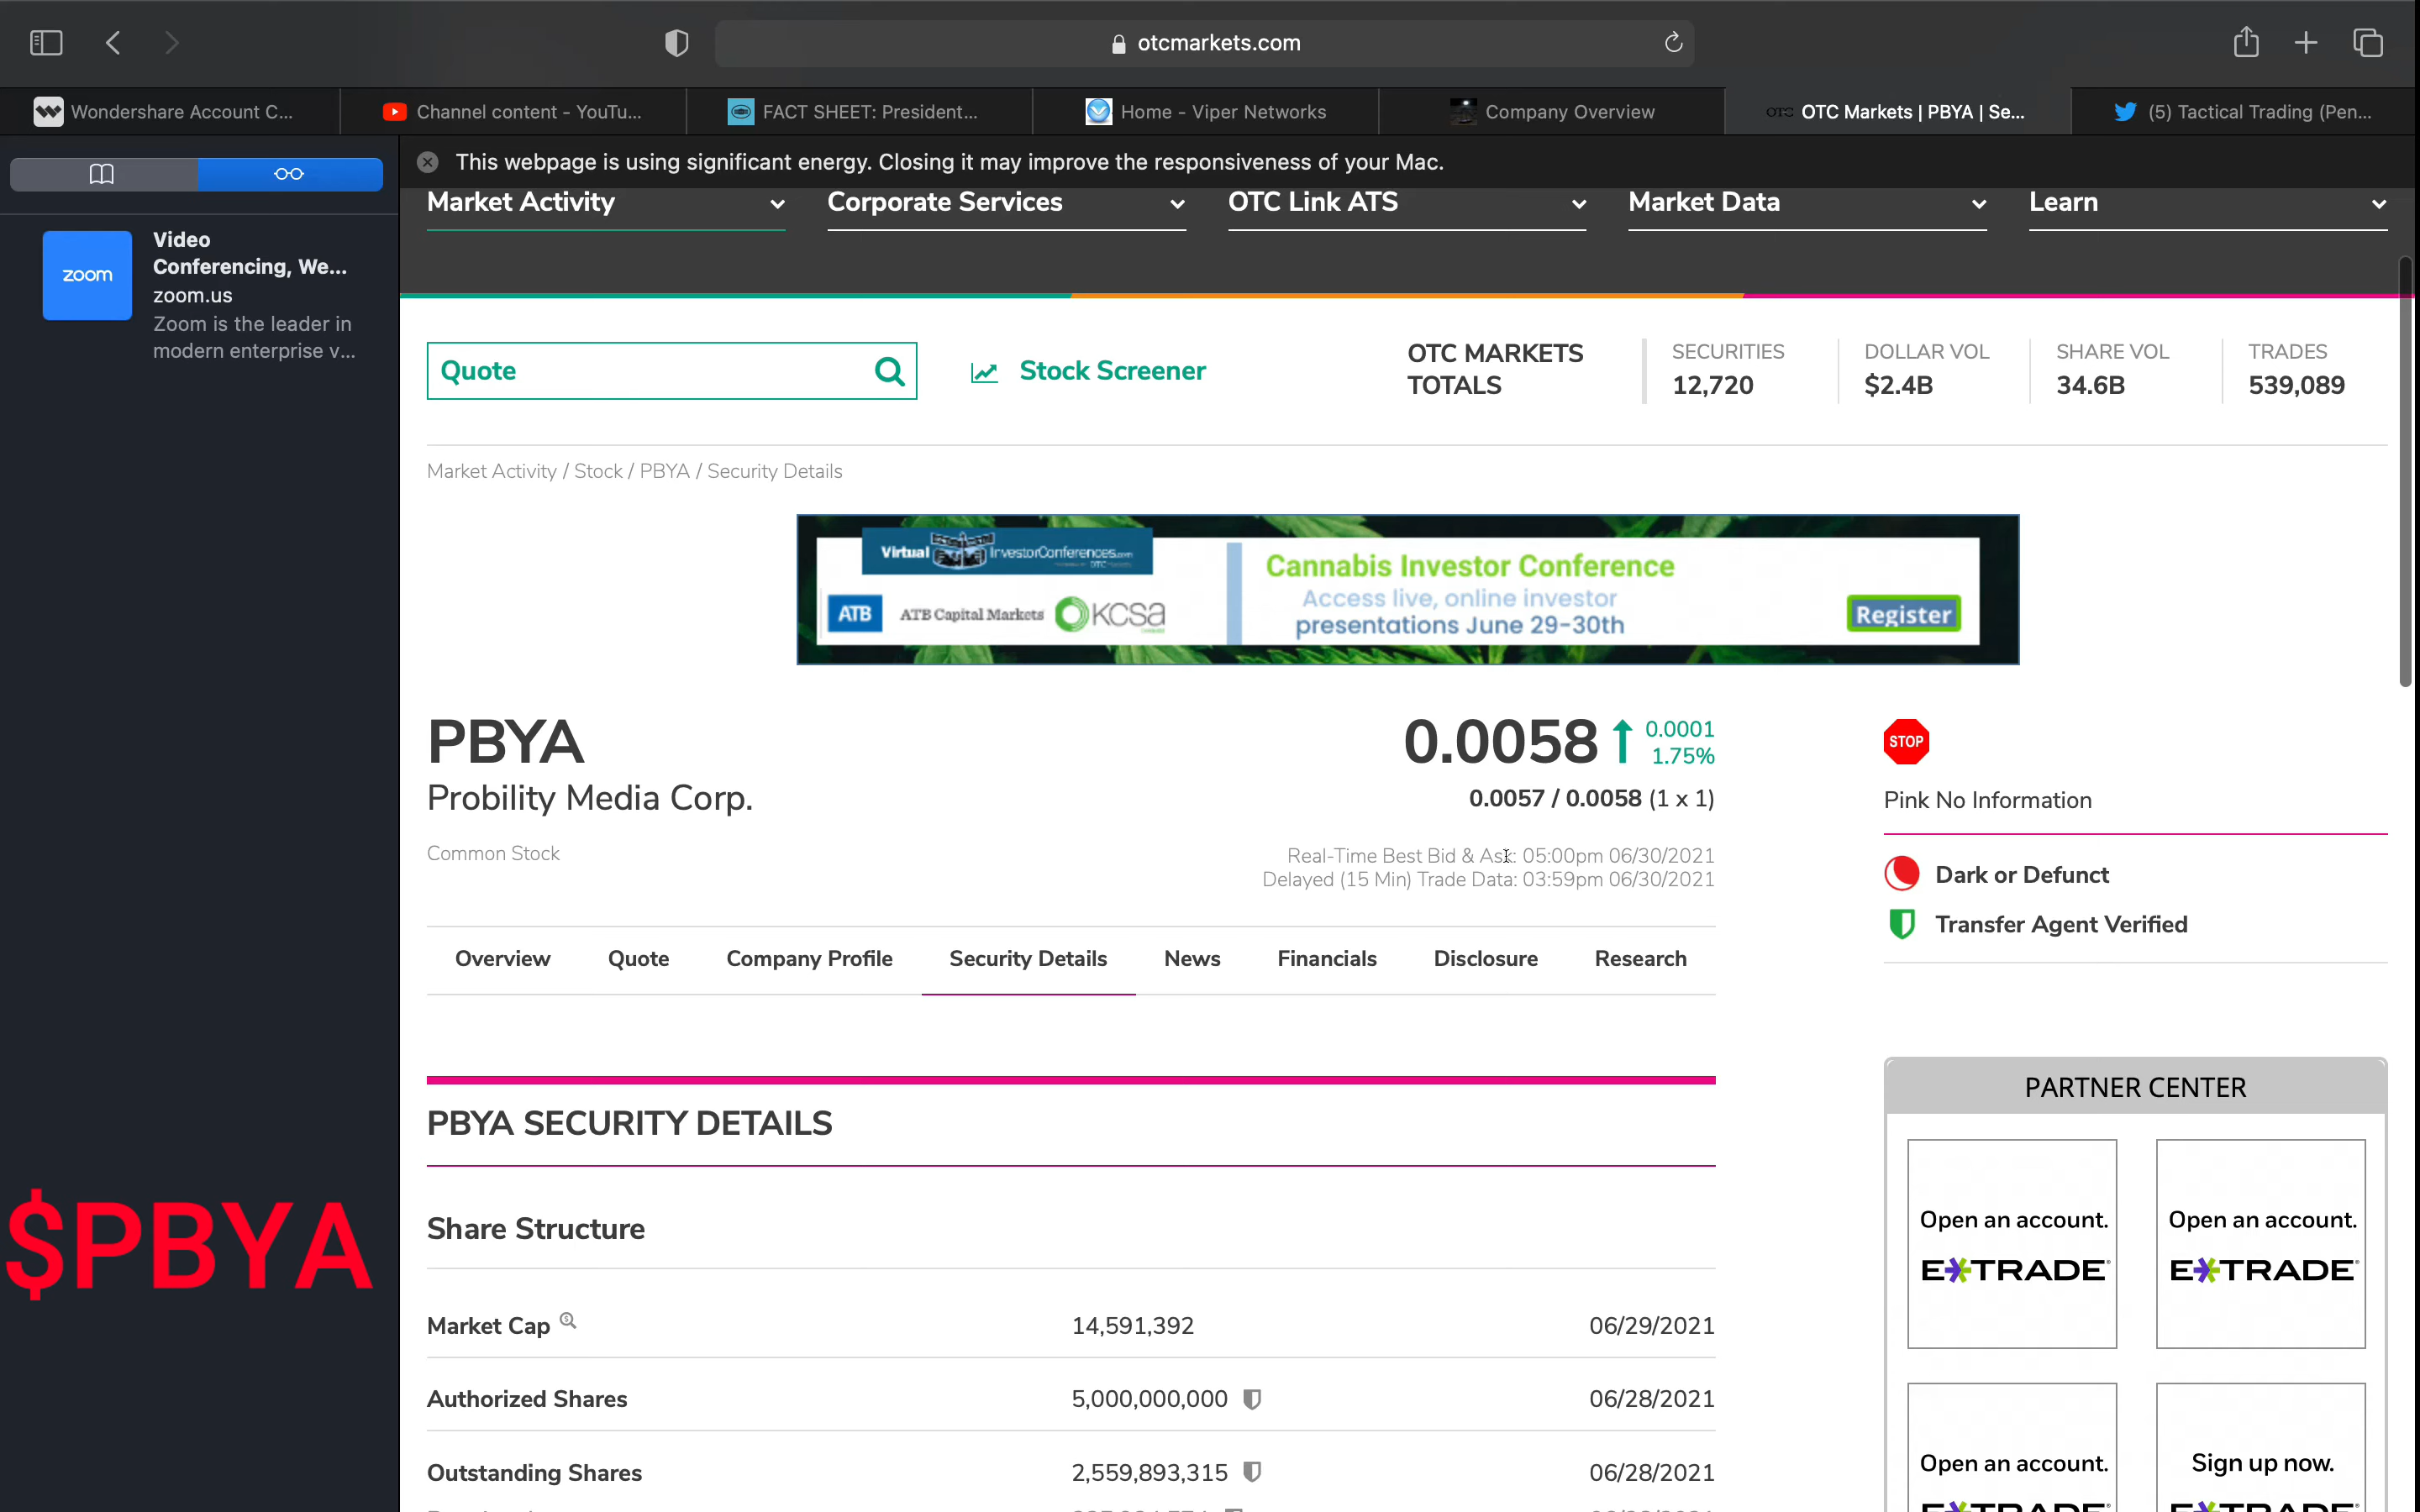 otcmarkets.com
Wondershare Account C...
Channel content - YouTu...
FACT SHEET: President...
Home - Viper Networks
Company Overview
OTC Markets | PBYA | Se...
(5) Tactical Trading (Pen...
This webpage is using significant energy. Closing it may improve the responsiveness of your Mac.
zoom
Video
Conferencing, We...
zoom.us
Zoom is the leader in
modern enterprise v...
Market Activity
Corporate Services
OTC Link ATS
Market Data
Learn
Quote
Stock Screener
OTC MARKETS
TOTALS
SECURITIES
12,720
DOLLAR VOL
$2.4B
SHARE VOL
34.6B
TRADES
539,089
Market Activity / Stock / PBYA / Security Details
Virtual InvestorConferences.com
OTC
ATB ATB Capital Markets KCSA
Cannabis Investor Conference
Access live, online investor
presentations June 29-30th
Register
PBYA
Probility Media Corp.
Common Stock
0.0058
0.0001
1.75%
0.0057 / 0.0058 (1 x 1)
Real-Time Best Bid & Ask: 05:00pm 06/30/2021
Delayed (15 Min) Trade Data: 03:59pm 06/30/2021
STOP
Pink No Information
Dark or Defunct
Transfer Agent Verified
Overview Quote Company Profile Security Details News Financials Disclosure Research
PBYA SECURITY DETAILS
Share Structure
Market Cap 14,591,392 06/29/2021
Authorized Shares 5,000,000,000 06/28/2021
Outstanding Shares 2,559,893,315 06/28/2021
PARTNER CENTER
Open an account.
E*TRADE
Open an account.
E*TRADE
Open an account.
Sign up now.
$PBYA